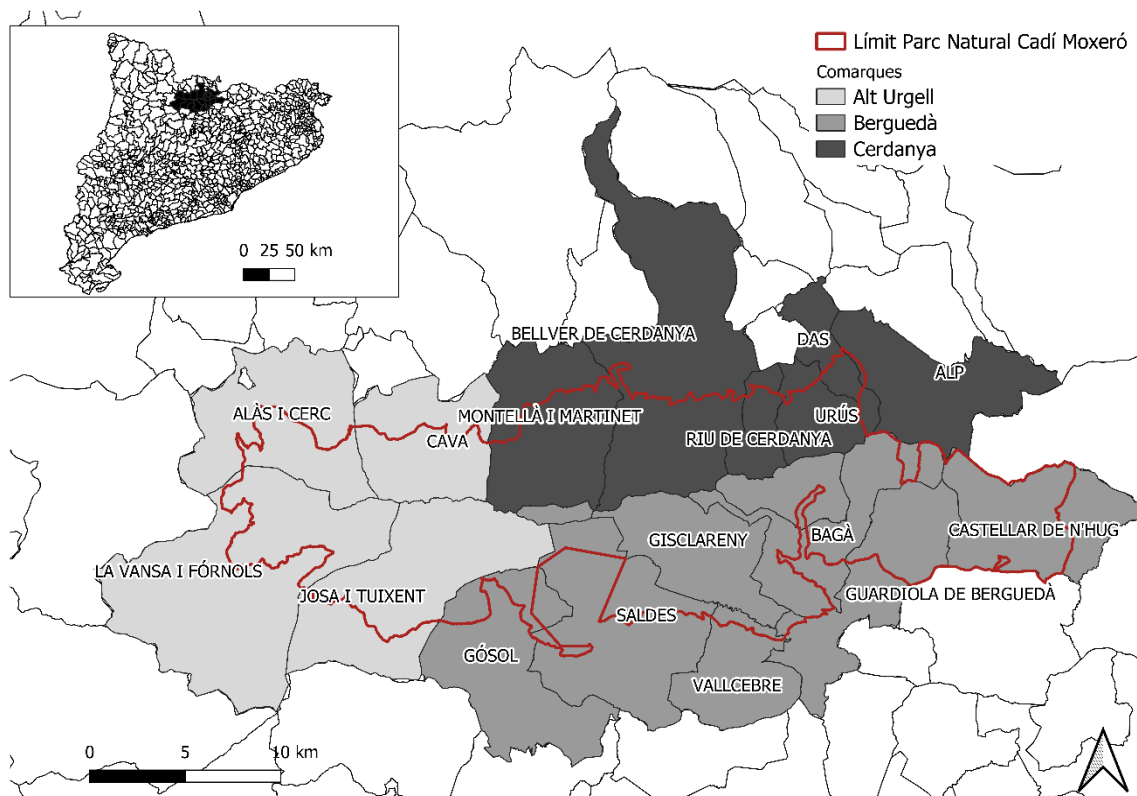 Límit Parc Natural Cadí Moxeró
Comarques
Alt Urgell
Berguedà
Cerdanya
0 25 50 km
BELLVER DE CERDANYA
DAS
ALP
ALÀS I CERC
MONTELLÀ I MARTINET
URÚS
CAVA
RIU DE CERDANYA
BAGÀ
CASTELLAR DE N'HUG
GISCLARENY
LA VANSA I FÓRNOLS
JOSA I TUIXENT
GUARDIOLA DE BERGUEDÀ
SALDES
GÓSOL
VALLCEBRE
0 5 10 km